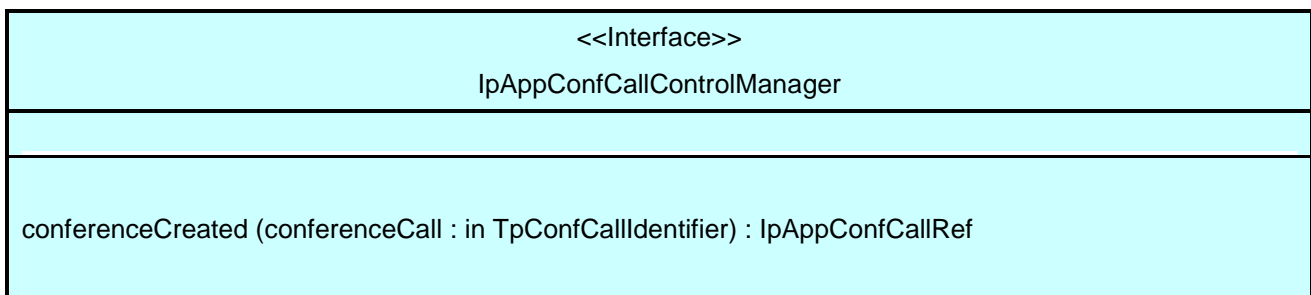 <<Interface>>
IpAppConfCallControlManager
conferenceCreated (conferenceCall : in TpConfCallIdentifier) : IpAppConfCallRef